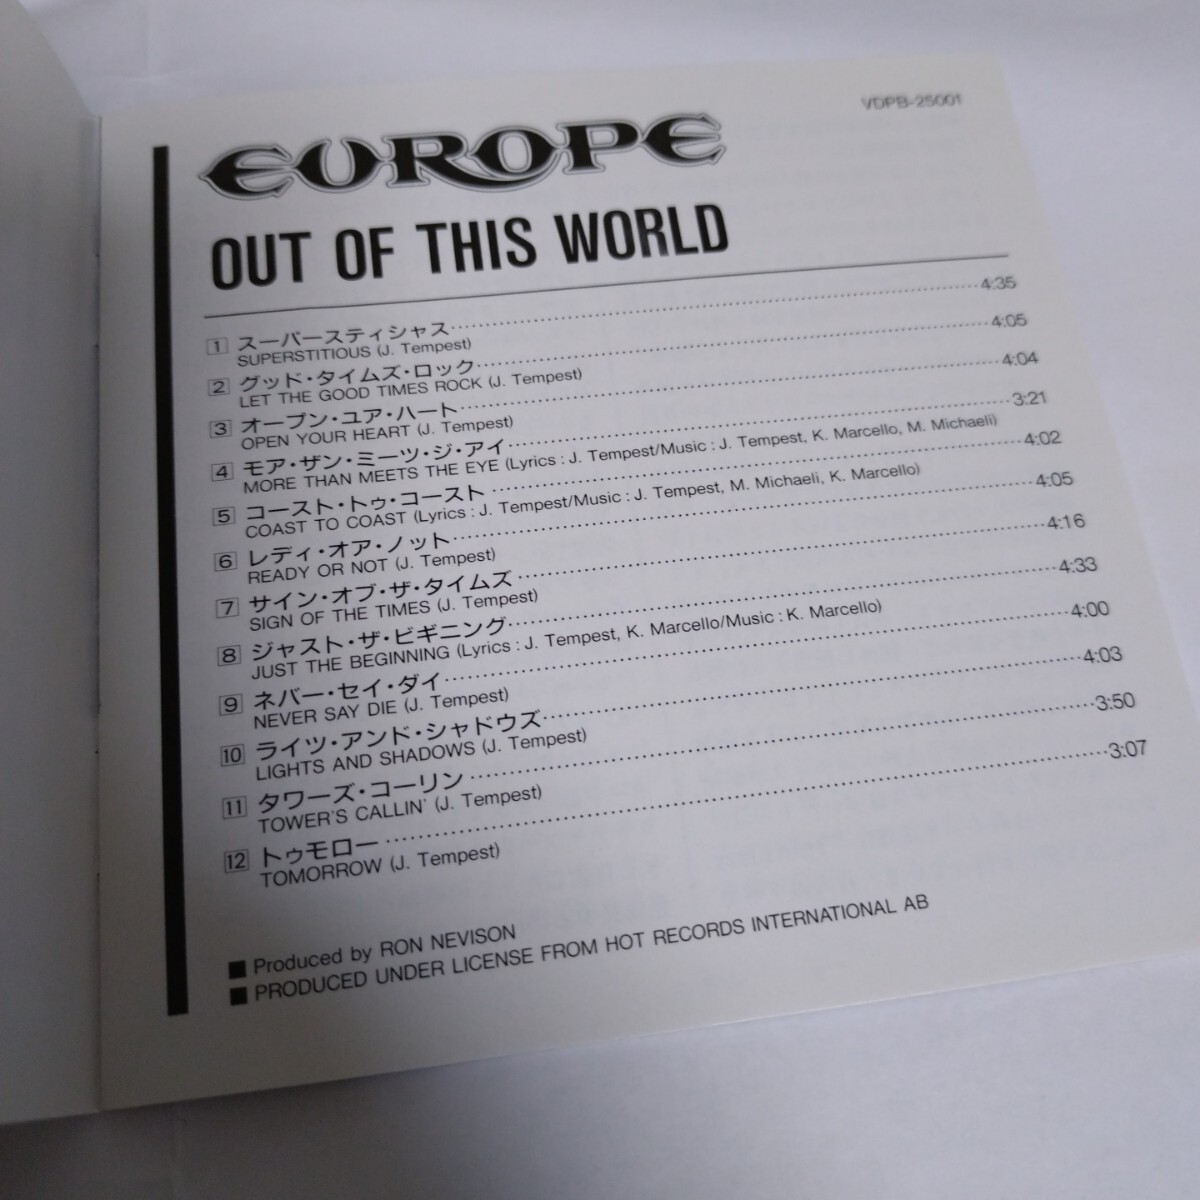 VDPB-25001
EUROPE
OUT OF THIS WORLD
1 スーパースティシャス 4:35
SUPERSTITIOUS (J. Tempest)
2 グッド・タイムズ・ロック 4:05
LET THE GOOD TIMES ROCK (J. Tempest)
3 オープン・ユア・ハート 4:04
OPEN YOUR HEART (J. Tempest)
4 モア・ザン・ミーツ・ジ・アイ 3:21
MORE THAN MEETS THE EYE (Lyrics : J. Tempest/Music : J. Tempest, K. Marcello, M. Michaeli)
5 コースト・トゥ・コースト 4:02
COAST TO COAST (Lyrics : J. Tempest/Music : J. Tempest, M. Michaeli, K. Marcello)
6 レディ・オア・ノット 4:05
READY OR NOT (J. Tempest)
7 サイン・オブ・ザ・タイムズ 4:16
SIGN OF THE TIMES (J. Tempest)
8 ジャスト・ザ・ビギニング 4:33
JUST THE BEGINNING (Lyrics : J. Tempest, K. Marcello/Music : K. Marcello)
9 ネバー・セイ・ダイ 4:00
NEVER SAY DIE (J. Tempest)
10 ライツ・アンド・シャドウズ 4:03
LIGHTS AND SHADOWS (J. Tempest)
11 タワーズ・コーリン 3:50
TOWER'S CALLIN' (J. Tempest)
12 トゥモロー 3:07
TOMORROW (J. Tempest)
■ Produced by RON NEVISON
■ PRODUCED UNDER LICENSE FROM HOT RECORDS INTERNATIONAL AB